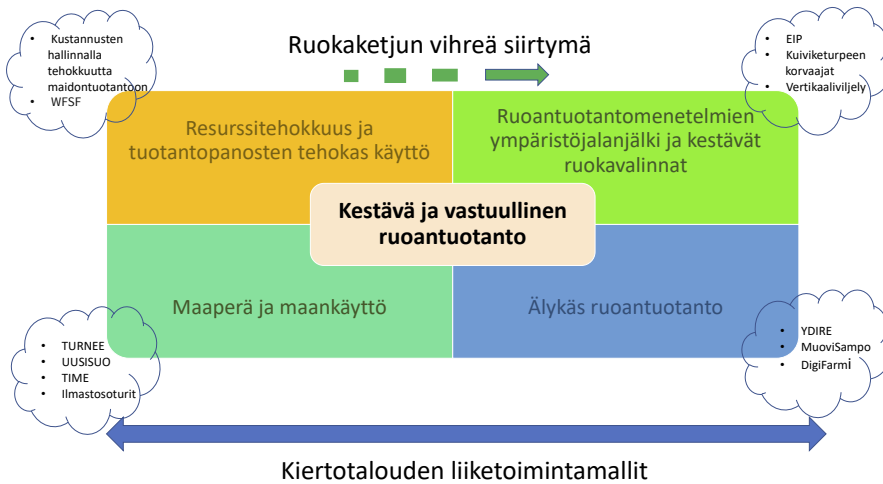 Ruokaketjun vihreä siirtymä
• Kustannusten
hallinnalla
tehokkuutta
maidontuotantoon
• WFSF
• EIP
• Kuiviketurpeen
korvaajat
• Vertikaaliviljely
Resurssitehokkuus ja
tuotantopanosten tehokas käyttö
Ruoantuotantomenetelmien
ympäristöjalanjälki ja kestävät
ruokavalinnat
Kestävä ja vastuullinen
ruoantuotanto
Maaperä ja maankäyttö
Älykäs ruoantuotanto
• TURNEE
• UUSISUO
• TIME
• Ilmastosoturit
• YDIRE
• MuoviSampo
• DigiFarmi
Kiertotalouden liiketoimintamallit